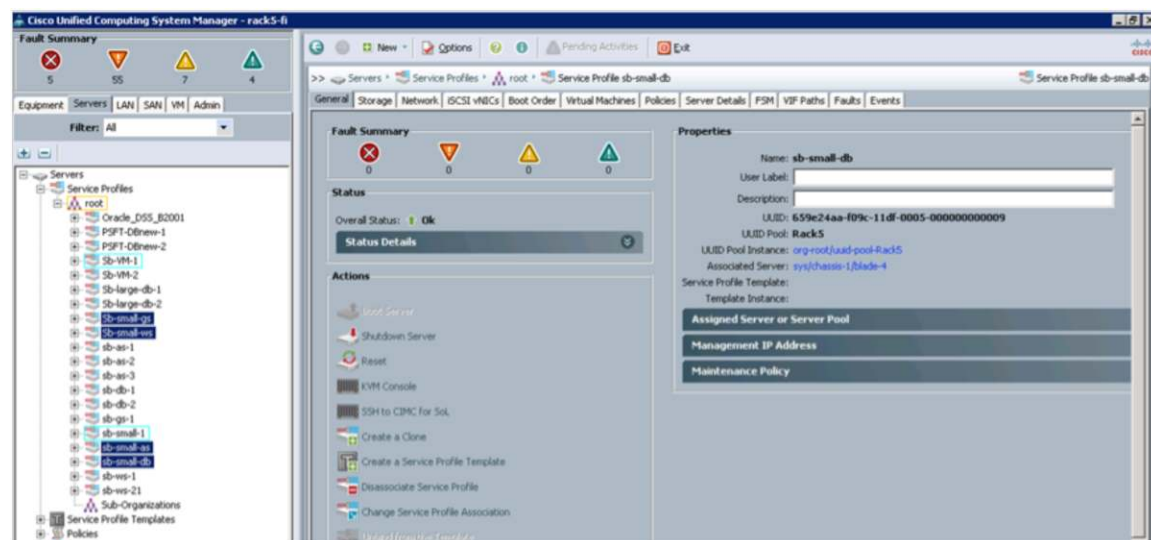 Cisco Unified Computing System Manager - rack5-fi
Fault Summary
5 55 7 4
Equipment Servers LAN SAN VM Admin
Filter: All
Servers
Service Profiles
root
Oracle_DSS_B2001
PSFT-DBnew-1
PSFT-DBnew-2
Sb-VM-1
Sb-VM-2
Sb-large-db-1
Sb-large-db-2
Sb-small-gs
Sb-small-ws
sb-as-1
sb-as-2
sb-as-3
sb-db-1
sb-db-2
sb-gs-1
sb-small-1
sb-small-as
sb-small-db
sb-ws-1
sb-ws-21
Sub-Organizations
Service Profile Templates
Policies
New Options Pending Activities Exit
CISCO
>> Servers Service Profiles root Service Profile sb-small-db Service Profile sb-small-db
General Storage Network iSCSI vNICs Boot Order Virtual Machines Policies Server Details FSM VIF Paths Faults Events
Fault Summary
0 0 0 0
Status
Overall Status: Ok
Status Details
Actions
Boot Server
Shutdown Server
Reset
KVM Console
SSH to CIMC for SoL
Create a Clone
Create a Service Profile Template
Disassociate Service Profile
Change Service Profile Association
Unbind from the Template
Properties
Name: sb-small-db
User Label:
Description:
UUID: 659e24aa-f09c-11df-0005-000000000009
UUID Pool: Rack5
UUID Pool Instance: org-root/uuid-pool-Rack5
Associated Server: sys/chassis-1/blade-4
Service Profile Template:
Template Instance:
Assigned Server or Server Pool
Management IP Address
Maintenance Policy